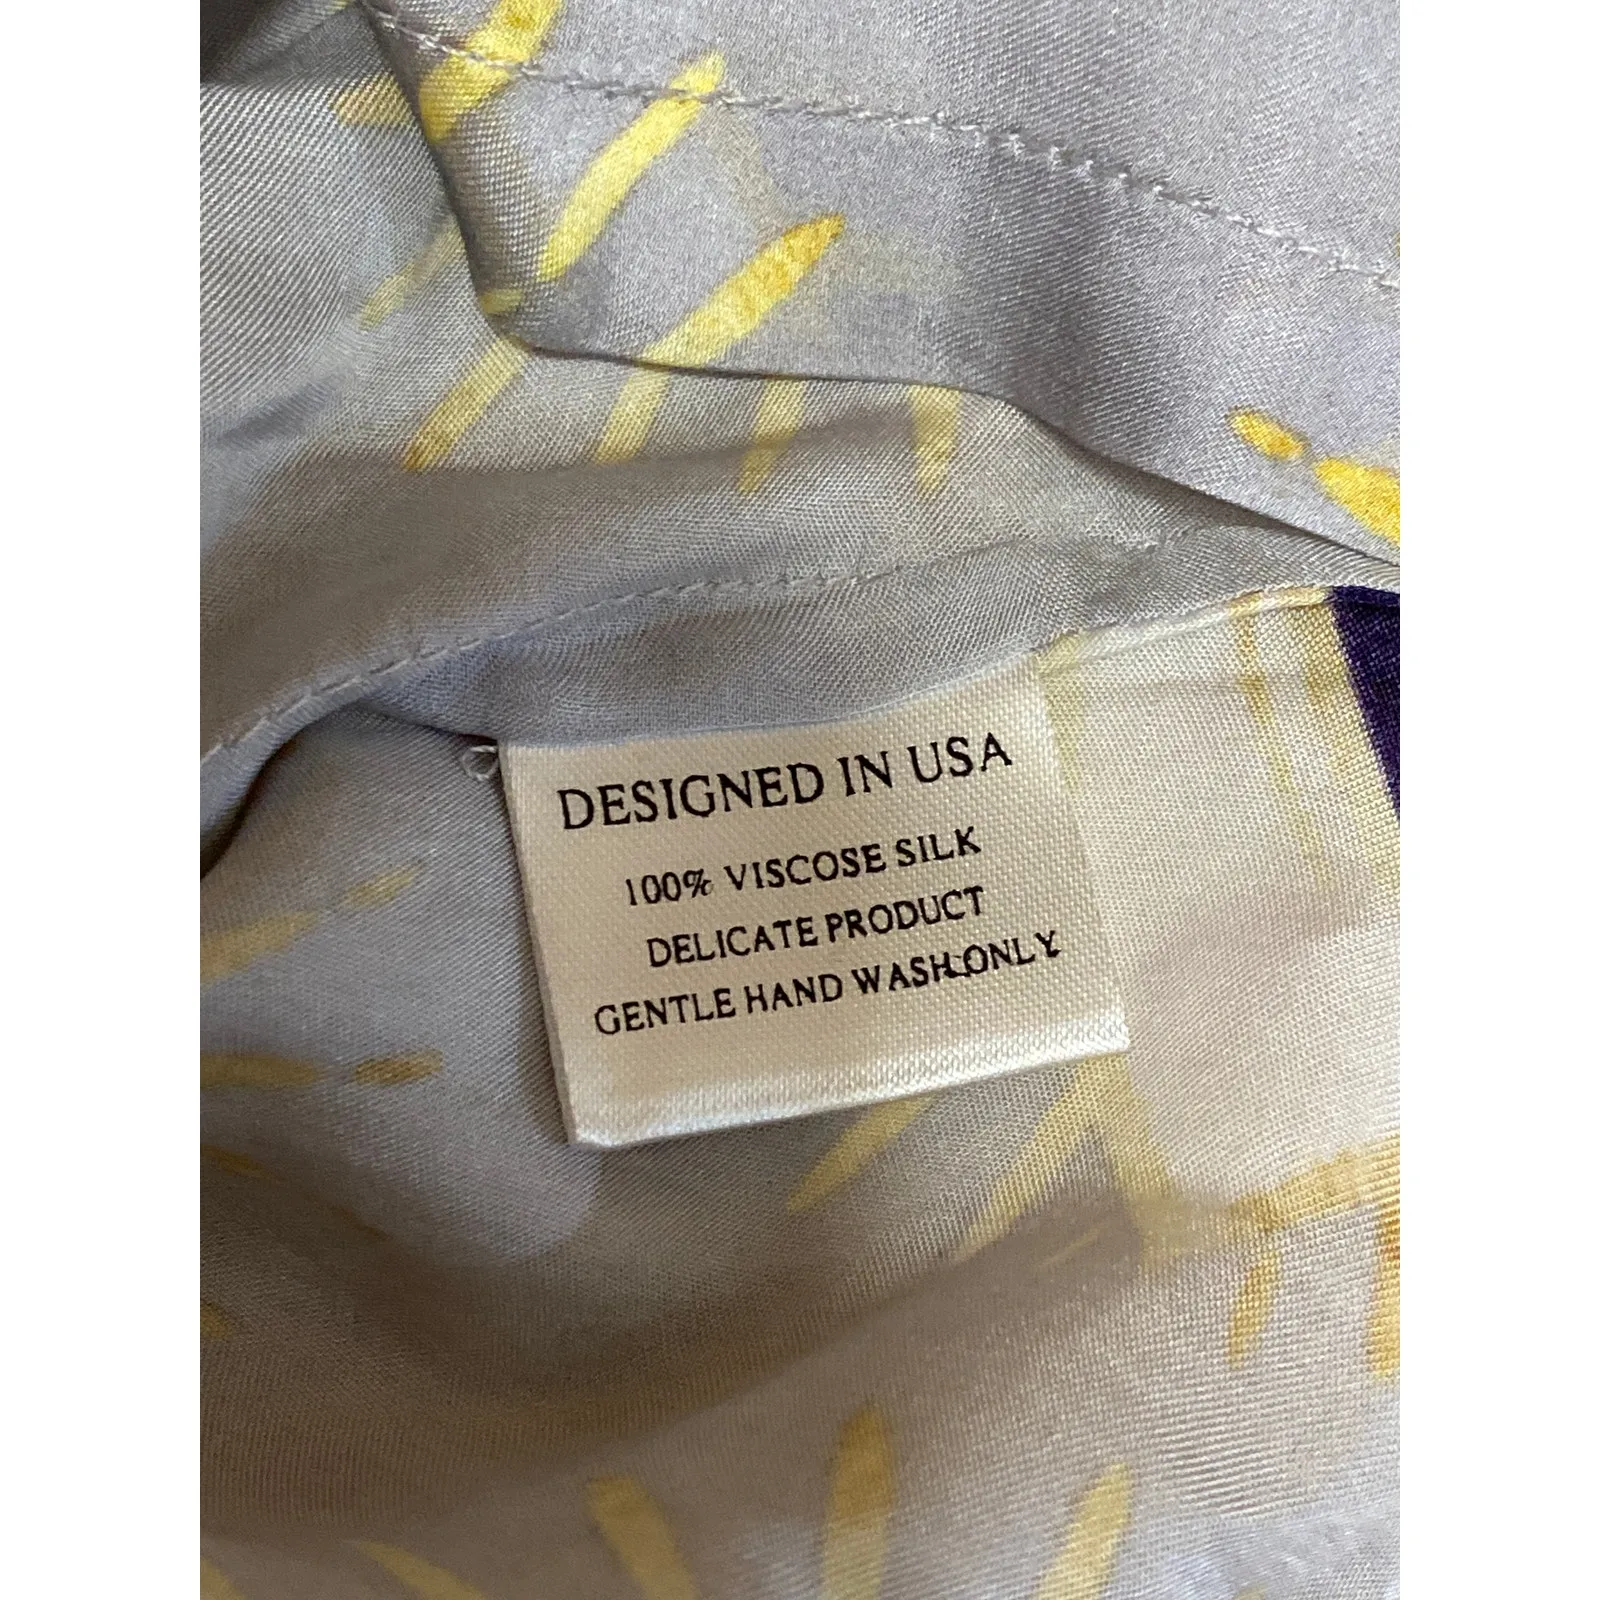 DESIGNED IN USA
100% VISCOSE SILK
DELICATE PRODUCT
GENTLE HAND WASH ONLY